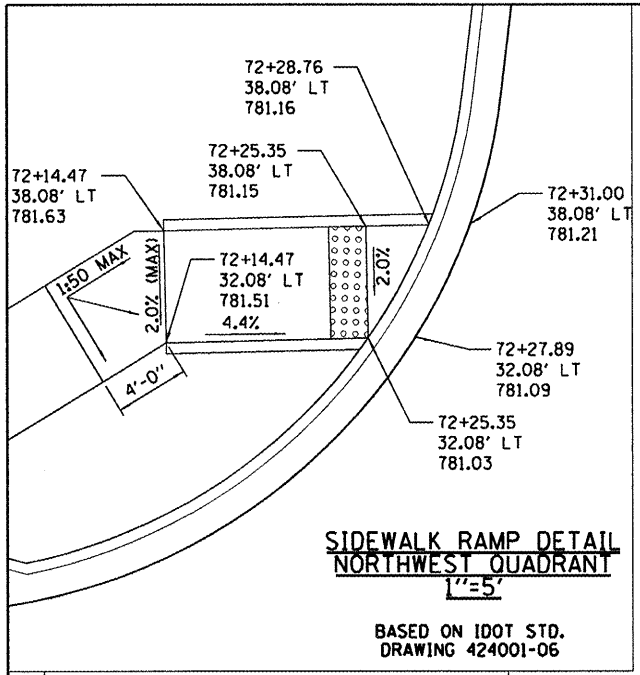 72+28.76
38.08' LT
781.16
72+25.35
38.08' LT
781.15
72+14.47
38.08' LT
781.63
72+31.00
38.08' LT
781.21
1:50 MAX
2.0% (MAX)
72+14.47
32.08' LT
781.51
4.4%
2.0%
4'-0"
72+27.89
32.08' LT
781.09
72+25.35
32.08' LT
781.03
SIDEWALK RAMP DETAIL
NORTHWEST QUADRANT
1"=5'
BASED ON IDOT STD.
DRAWING 424001-06